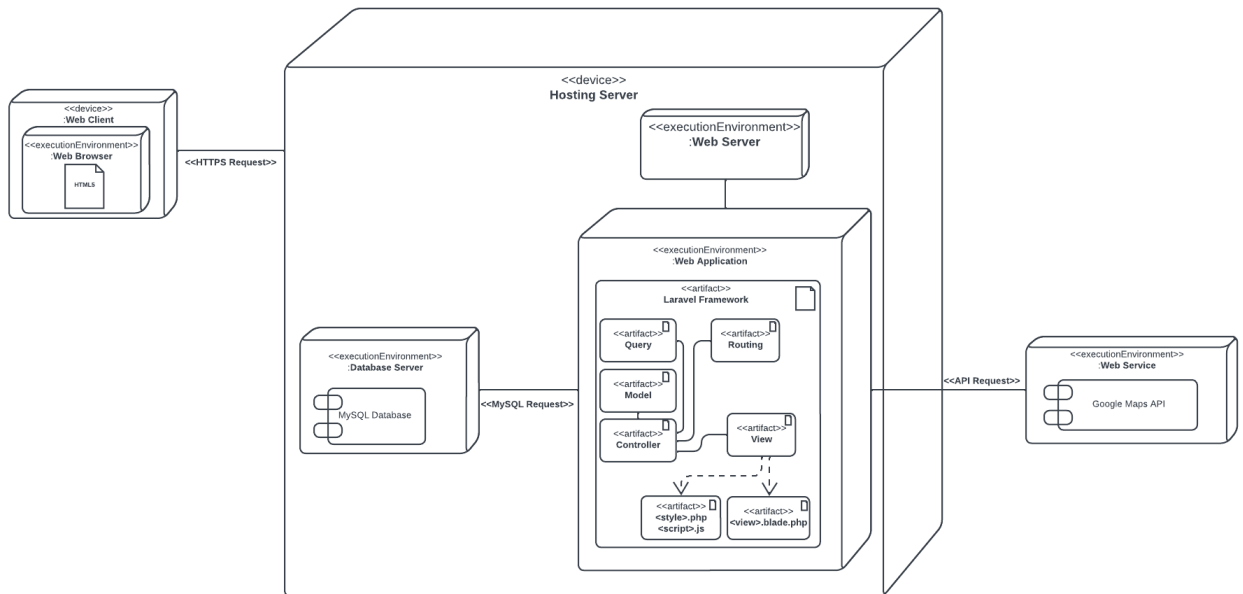 <<device>>
Hosting Server
<<device>>
:Web Client
<<executionEnvironment>>
:Web Browser
HTML5
<<HTTPS Request>>
<<executionEnvironment>>
:Web Server
<<executionEnvironment>>
:Web Application
<<artifact>>
Laravel Framework
<<artifact>>
Query
<<artifact>>
Routing
<<artifact>>
Model
<<artifact>>
Controller
<<artifact>>
View
<<artifact>>
<style>.php
<script>.js
<<artifact>>
<view>.blade.php
<<executionEnvironment>>
:Database Server
MySQL Database
<<MySQL Request>>
<<API Request>>
<<executionEnvironment>>
:Web Service
Google Maps API